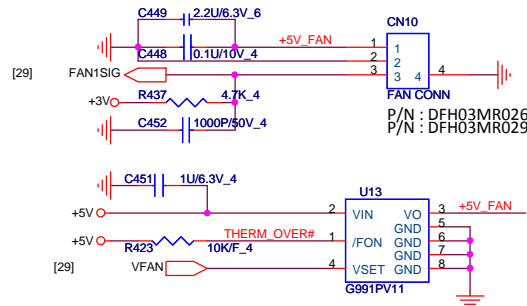 C449 2.2U/6.3V_6
CN10
+5V_FAN 1 1
C448 0.1U/10V_4 2 2
[29] FAN1SIG 3 3 4 4
R437 4.7K_4 FAN CONN
+3V
P/N : DFH03MR026
C452 1000P/50V_4 P/N : DFH03MR029
C451 1U/6.3V_4 U13
+5V 2 VIN VO 3 +5V_FAN
GND 5
+5V THERM_OVER# 1 /FON GND 6
R423 10K/F_4 GND 7
[29] VFAN 4 VSET GND 8
G991PV11